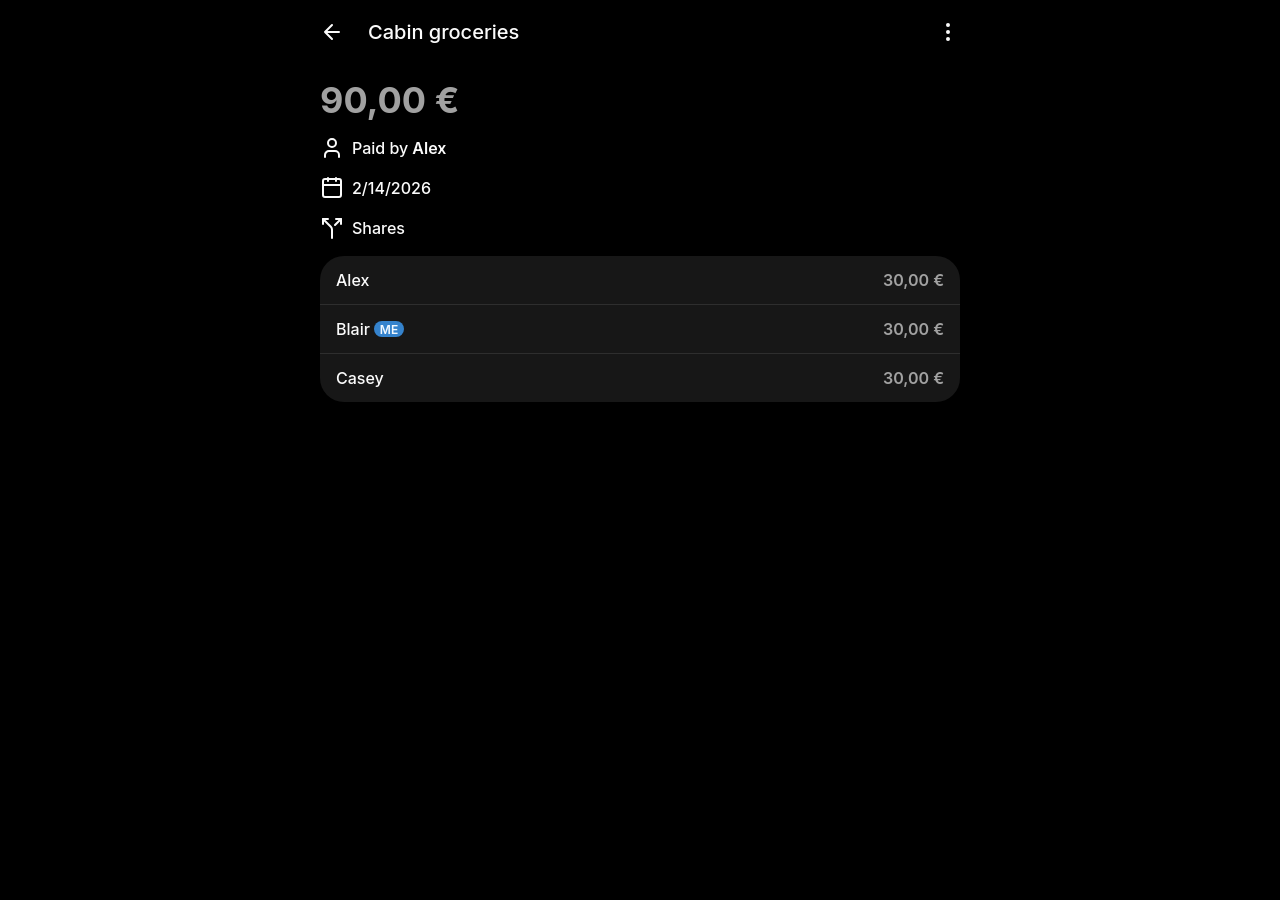 Cabin groceries
90,00 €
Paid by Alex
2/14/2026
Shares
Alex 30,00 €
Blair ME 30,00 €
Casey 30,00 €